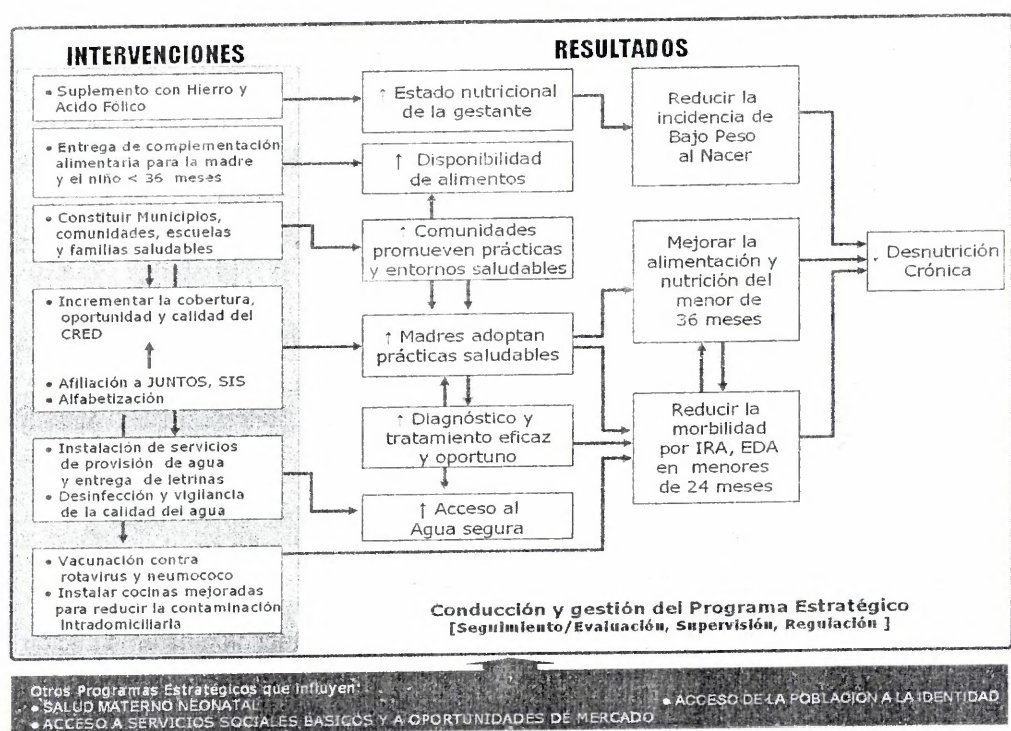 INTERVENCIONES
• Suplemento con Hierro y
Acido Fólico
• Entrega de complementación
alimentaria para la madre
y el niño < 36 meses
• Constituir Municipios,
comunidades, escuelas
y familias saludables
• Incrementar la cobertura,
oportunidad y calidad del
CRED
• Afiliación a JUNTOS, SIS
• Alfabetización
• Instalación de servicios
de provisión de agua
y entrega de letrinas
• Desinfección y vigilancia
de la calidad del agua
• Vacunación contra
rotavirus y neumococo
• Instalar cocinas mejoradas
para reducir la contaminación
Intradomiciliaria
RESULTADOS
↑ Estado nutricional
de la gestante
↑ Disponibilidad
de alimentos
↑ Comunidades
promueven prácticas
y entornos saludables
↑ Madres adoptan
prácticas saludables
↑ Diagnóstico y
tratamiento eficaz
y oportuno
↑ Acceso al
Agua segura
Reducir la
incidencia de
Bajo Peso
al Nacer
Mejorar la
alimentación y
nutrición del
menor de
36 meses
Reducir la
morbilidad
por IRA, EDA
en menores
de 24 meses
Desnutrición
Crónica
Conducción y gestión del Programa Estratégico
[Seguimiento/Evaluación, Supervisión, Regulación ]
Otros Programas Estratégicos que influyen:
• SALUD MATERNO NEONATAL
• ACCESO A SERVICIOS SOCIALES BASICOS Y A OPORTUNIDADES DE MERCADO
• ACCESO DE LA POBLACION A LA IDENTIDAD